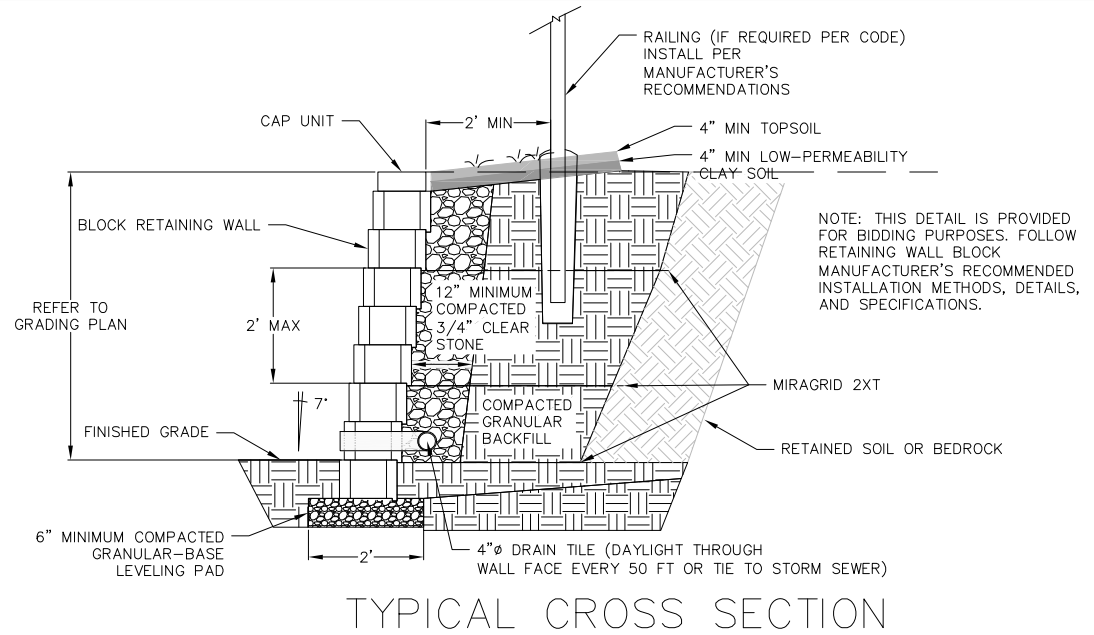 RAILING (IF REQUIRED PER CODE)
INSTALL PER
MANUFACTURER'S
RECOMMENDATIONS
CAP UNIT
2' MIN
4" MIN TOPSOIL
4" MIN LOW-PERMEABILITY
CLAY SOIL
BLOCK RETAINING WALL
NOTE: THIS DETAIL IS PROVIDED
FOR BIDDING PURPOSES. FOLLOW
RETAINING WALL BLOCK
MANUFACTURER'S RECOMMENDED
INSTALLATION METHODS, DETAILS,
AND SPECIFICATIONS.
REFER TO
GRADING PLAN
2' MAX
12" MINIMUM
COMPACTED
3/4" CLEAR
STONE
MIRAGRID 2XT
7°
COMPACTED
GRANULAR
BACKFILL
FINISHED GRADE
RETAINED SOIL OR BEDROCK
6" MINIMUM COMPACTED
GRANULAR-BASE
LEVELING PAD
2'
4"ø DRAIN TILE (DAYLIGHT THROUGH
WALL FACE EVERY 50 FT OR TIE TO STORM SEWER)
TYPICAL CROSS SECTION